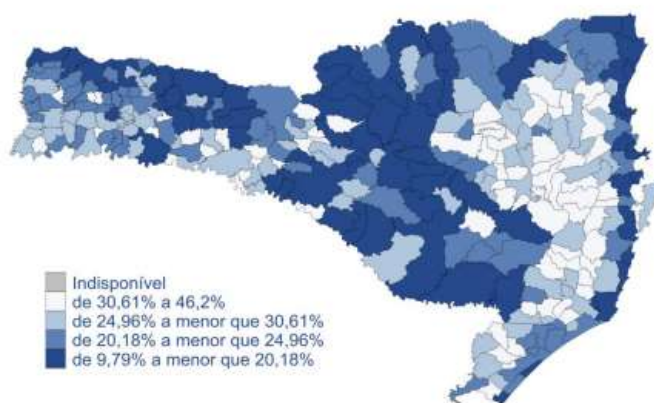 Indisponível
de 30,61% a 46,2%
de 24,96% a menor que 30,61%
de 20,18% a menor que 24,96%
de 9,79% a menor que 20,18%